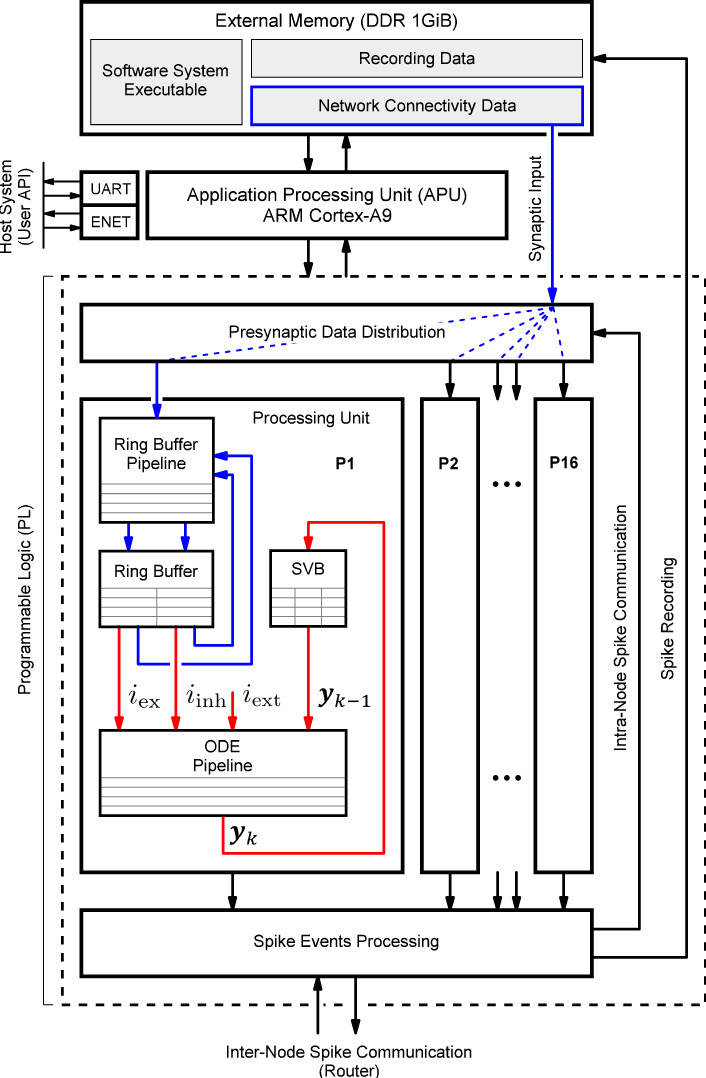 External Memory (DDR 1GiB)
Software System
Executable
Recording Data
Network Connectivity Data
Host System
(User API)
UART
ENET
Application Processing Unit (APU)
ARM Cortex-A9
Synaptic Input
Programmable Logic (PL)
Presynaptic Data Distribution
Processing Unit
Ring Buffer
Pipeline
P1
P2
...
P16
Ring Buffer
SVB
i_ex
i_inh
i_ext
y_{k-1}
ODE
Pipeline
y_k
...
Intra-Node Spike Communication
Spike Recording
Spike Events Processing
Inter-Node Spike Communication
(Router)